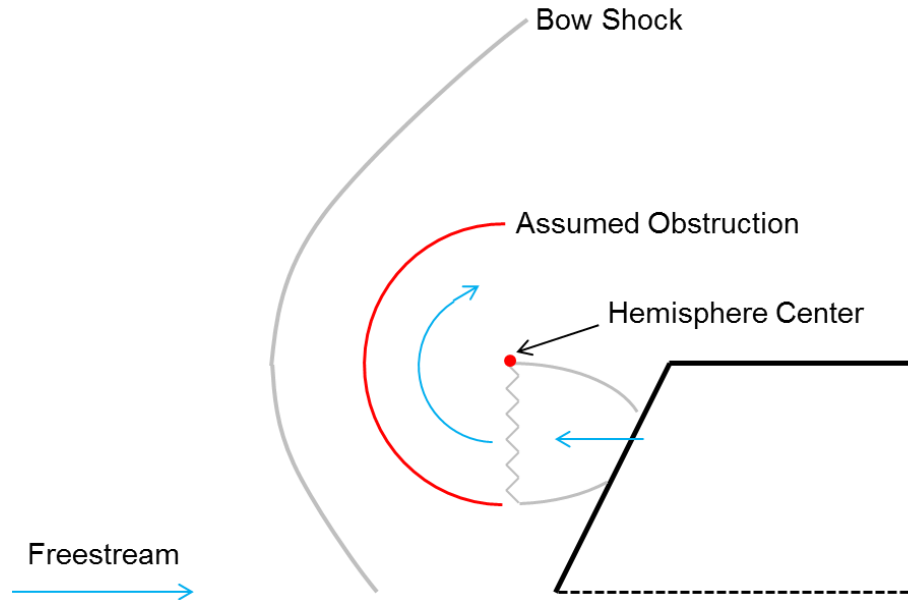 Bow Shock
Assumed Obstruction
Hemisphere Center
Freestream